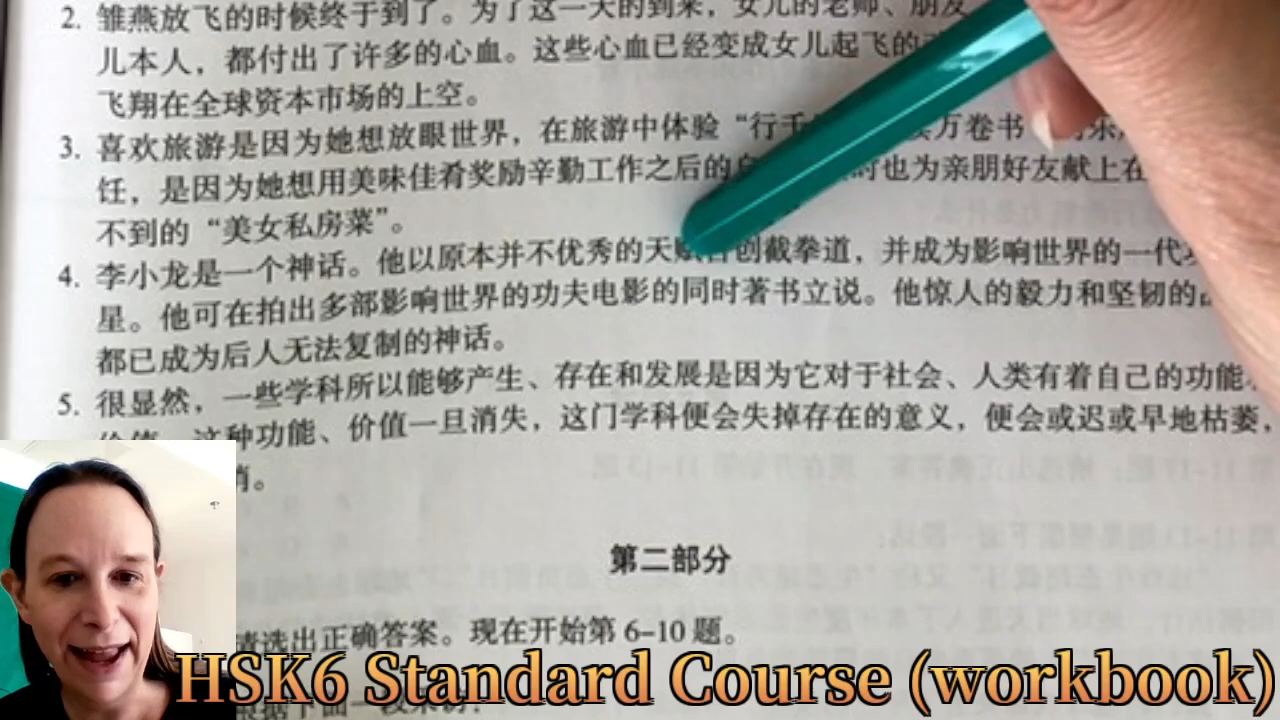 2. 雏燕放飞的时候终于到了。为了这一天的到来，女儿的老师、朋友
儿本人，都付出了许多的心血。这些心血已经变成女儿起飞的
飞翔在全球资本市场的上空。
3. 喜欢旅游是因为她想放眼世界，在旅游中体验“行千 万卷书
饪，是因为她想用美味佳肴奖励辛勤工作之后的 时也为亲朋好友献上在
不到的“美女私房菜”。
4. 李小龙是一个神话。他以原本并不优秀的天 创截拳道，并成为影响世界的一代
星。他可在拍出多部影响世界的功夫电影的同时著书立说。他惊人的毅力和坚韧的
都已成为后人无法复制的神话。
5. 很显然，一些学科所以能够产生、存在和发展是因为它对于社会、人类有着自己的功能
价值。这种功能、价值一旦消失，这门学科便会失掉存在的意义，便会或迟或早地枯萎，
第二部分
请选出正确答案。现在开始第 6–10 题。
HSK6 Standard Course (workbook)